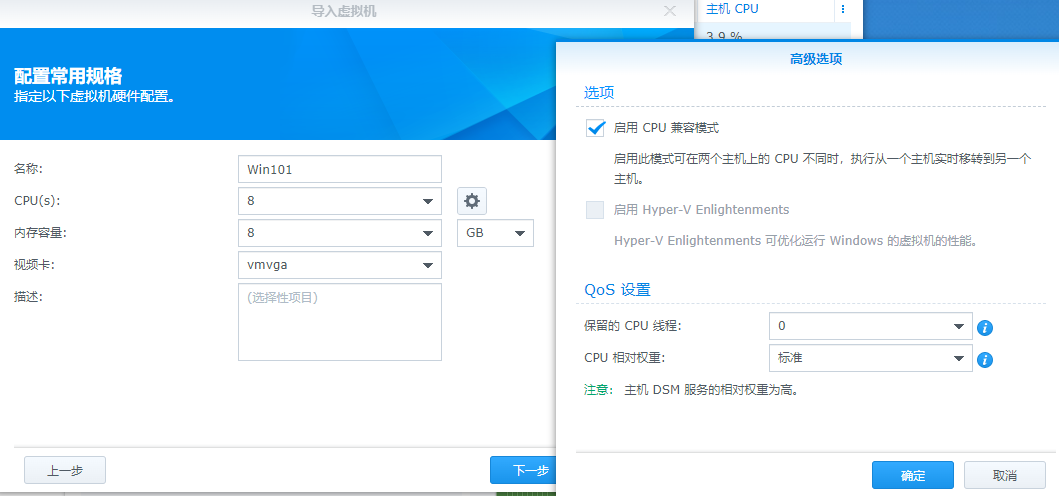 导入虚拟机
主机 CPU
3.9 %
配置常用规格
指定以下虚拟机硬件配置。
名称: Win101
CPU(s): 8
内存容量: 8 GB
视频卡: vmvga
描述: (选择性项目)
上一步
下一步
高级选项
选项
启用 CPU 兼容模式
启用此模式可在两个主机上的 CPU 不同时，执行从一个主机实时移转到另一个
主机。
启用 Hyper-V Enlightenments
Hyper-V Enlightenments 可优化运行 Windows 的虚拟机的性能。
QoS 设置
保留的 CPU 线程: 0
CPU 相对权重: 标准
注意: 主机 DSM 服务的相对权重为高。
确定
取消